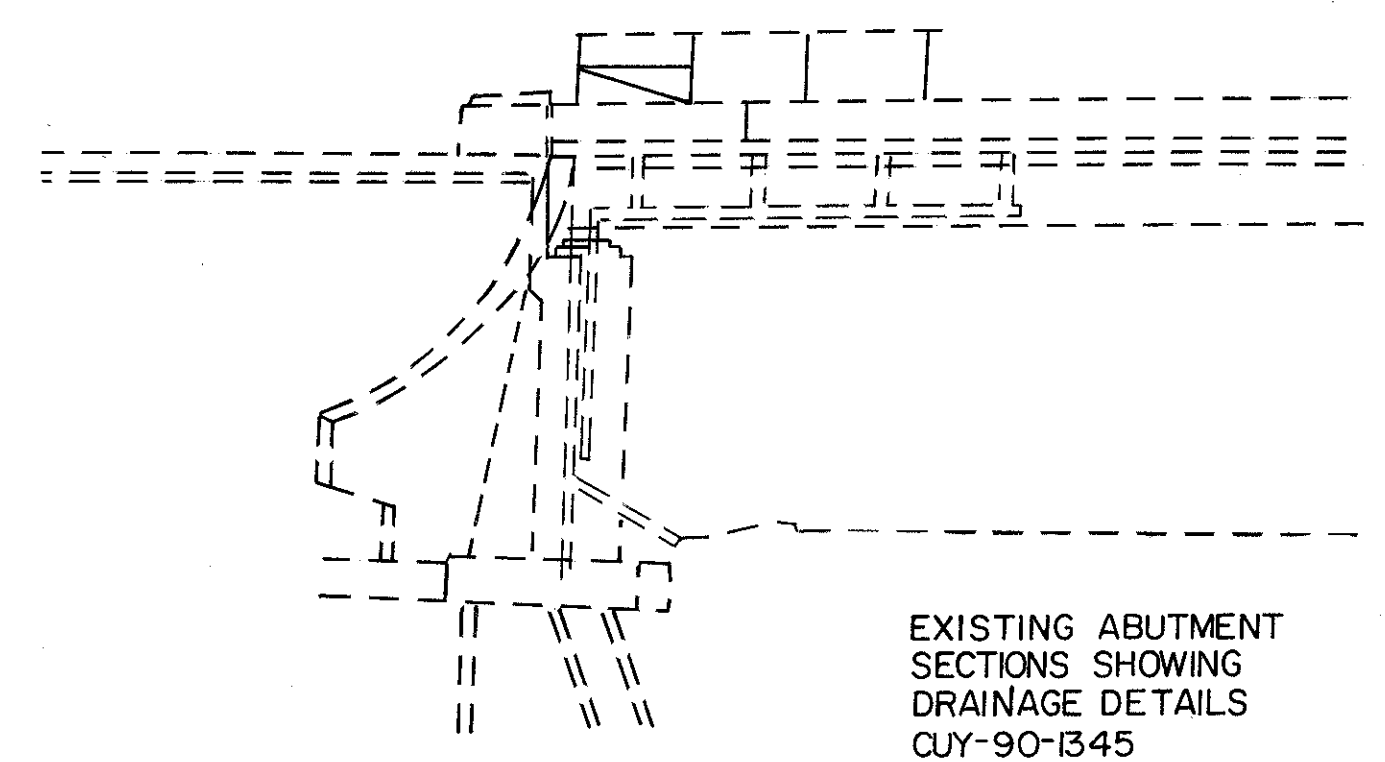 EXISTING ABUTMENT
SECTIONS SHOWING
DRAINAGE DETAILS
CUY-90-1345